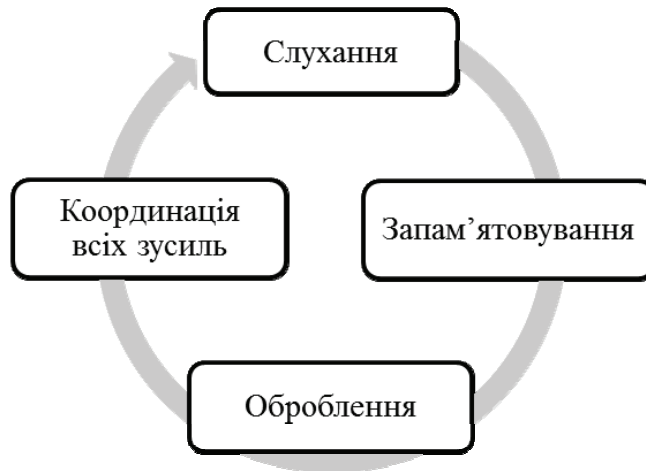 Слухання
Запам’ятовування
Оброблення
Координація
всіх зусиль